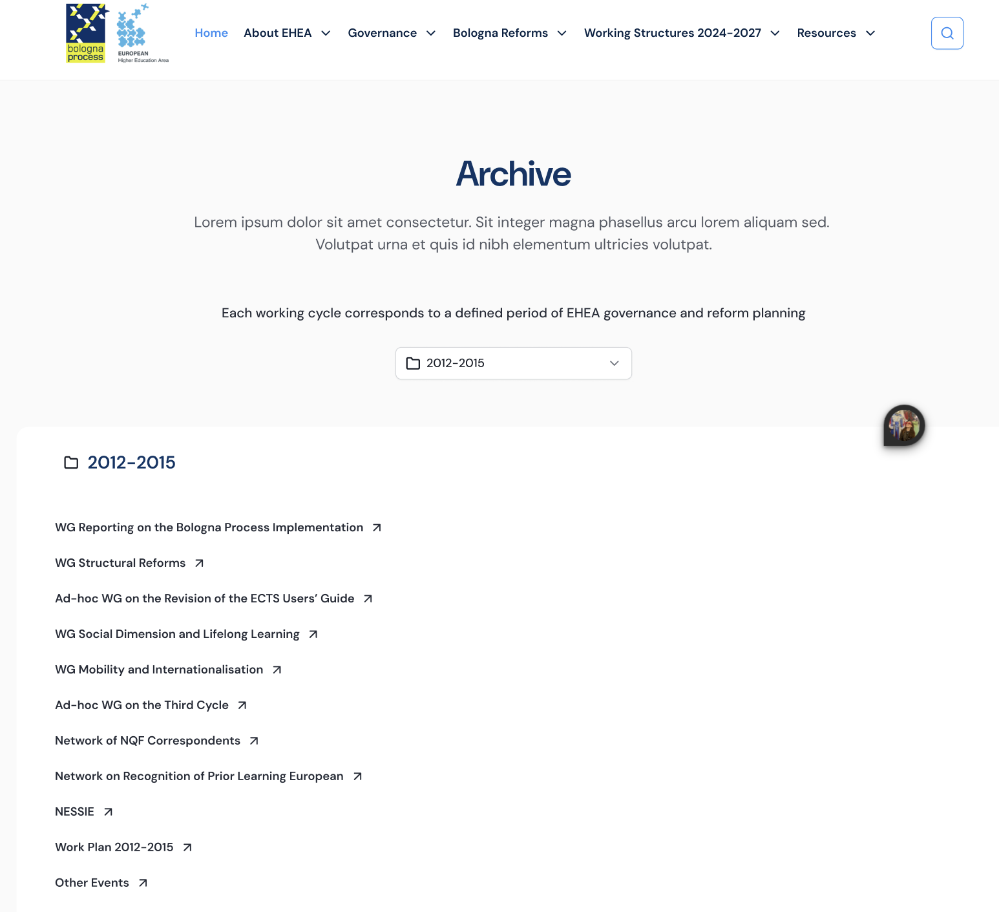 bologna
process
EUROPEAN
Higher Education Area
Home About EHEA Governance Bologna Reforms Working Structures 2024-2027 Resources
Archive
Lorem ipsum dolor sit amet consectetur. Sit integer magna phasellus arcu lorem aliquam sed.
Volutpat urna et quis id nibh elementum ultricies volutpat.
Each working cycle corresponds to a defined period of EHEA governance and reform planning
2012-2015
2012-2015
WG Reporting on the Bologna Process Implementation
WG Structural Reforms
Ad-hoc WG on the Revision of the ECTS Users’ Guide
WG Social Dimension and Lifelong Learning
WG Mobility and Internationalisation
Ad-hoc WG on the Third Cycle
Network of NQF Correspondents
Network on Recognition of Prior Learning European
NESSIE
Work Plan 2012-2015
Other Events